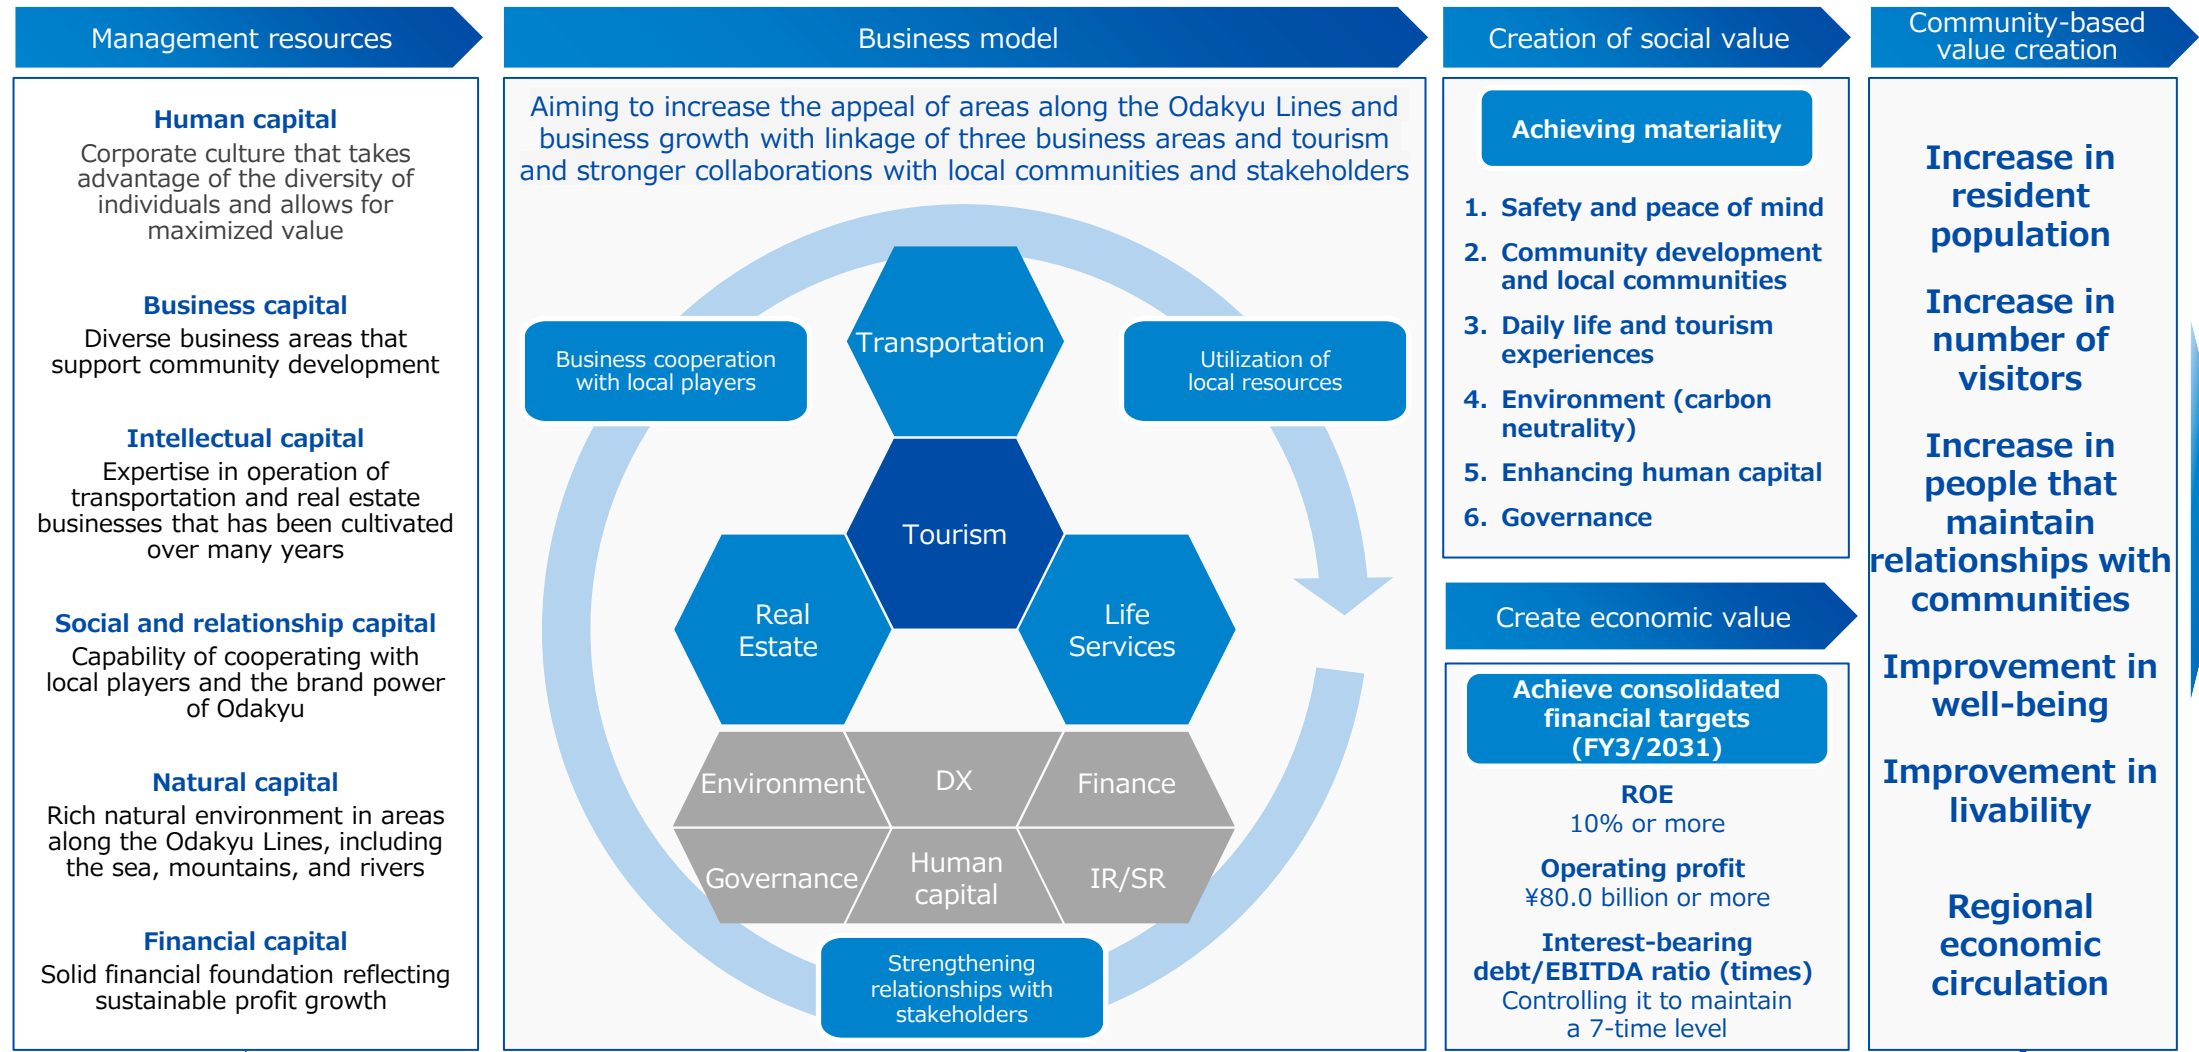 Management resources
Human capital
Corporate culture that takes
advantage of the diversity of
individuals and allows for
maximized value
Business capital
Diverse business areas that
support community development
Intellectual capital
Expertise in operation of
transportation and real estate
businesses that has been cultivated
over many years
Social and relationship capital
Capability of cooperating with
local players and the brand power
of Odakyu
Natural capital
Rich natural environment in areas
along the Odakyu Lines, including
the sea, mountains, and rivers
Financial capital
Solid financial foundation reflecting
sustainable profit growth
Business model
Aiming to increase the appeal of areas along the Odakyu Lines and
business growth with linkage of three business areas and tourism
and stronger collaborations with local communities and stakeholders
Business cooperation
with local players
Transportation
Utilization of
local resources
Tourism
Real
Estate
Life
Services
Environment
DX
Finance
Governance
Human
capital
IR/SR
Strengthening
relationships with
stakeholders
Creation of social value
Achieving materiality
1. Safety and peace of mind
2. Community development
and local communities
3. Daily life and tourism
experiences
4. Environment (carbon
neutrality)
5. Enhancing human capital
6. Governance
Create economic value
Achieve consolidated
financial targets
(FY3/2031)
ROE
10% or more
Operating profit
¥80.0 billion or more
Interest-bearing
debt/EBITDA ratio (times)
Controlling it to maintain
a 7-time level
Community-based
value creation
Increase in
resident
population
Increase in
number of
visitors
Increase in
people that
maintain
relationships with
communities
Improvement in
well-being
Improvement in
livability
Regional
economic
circulation